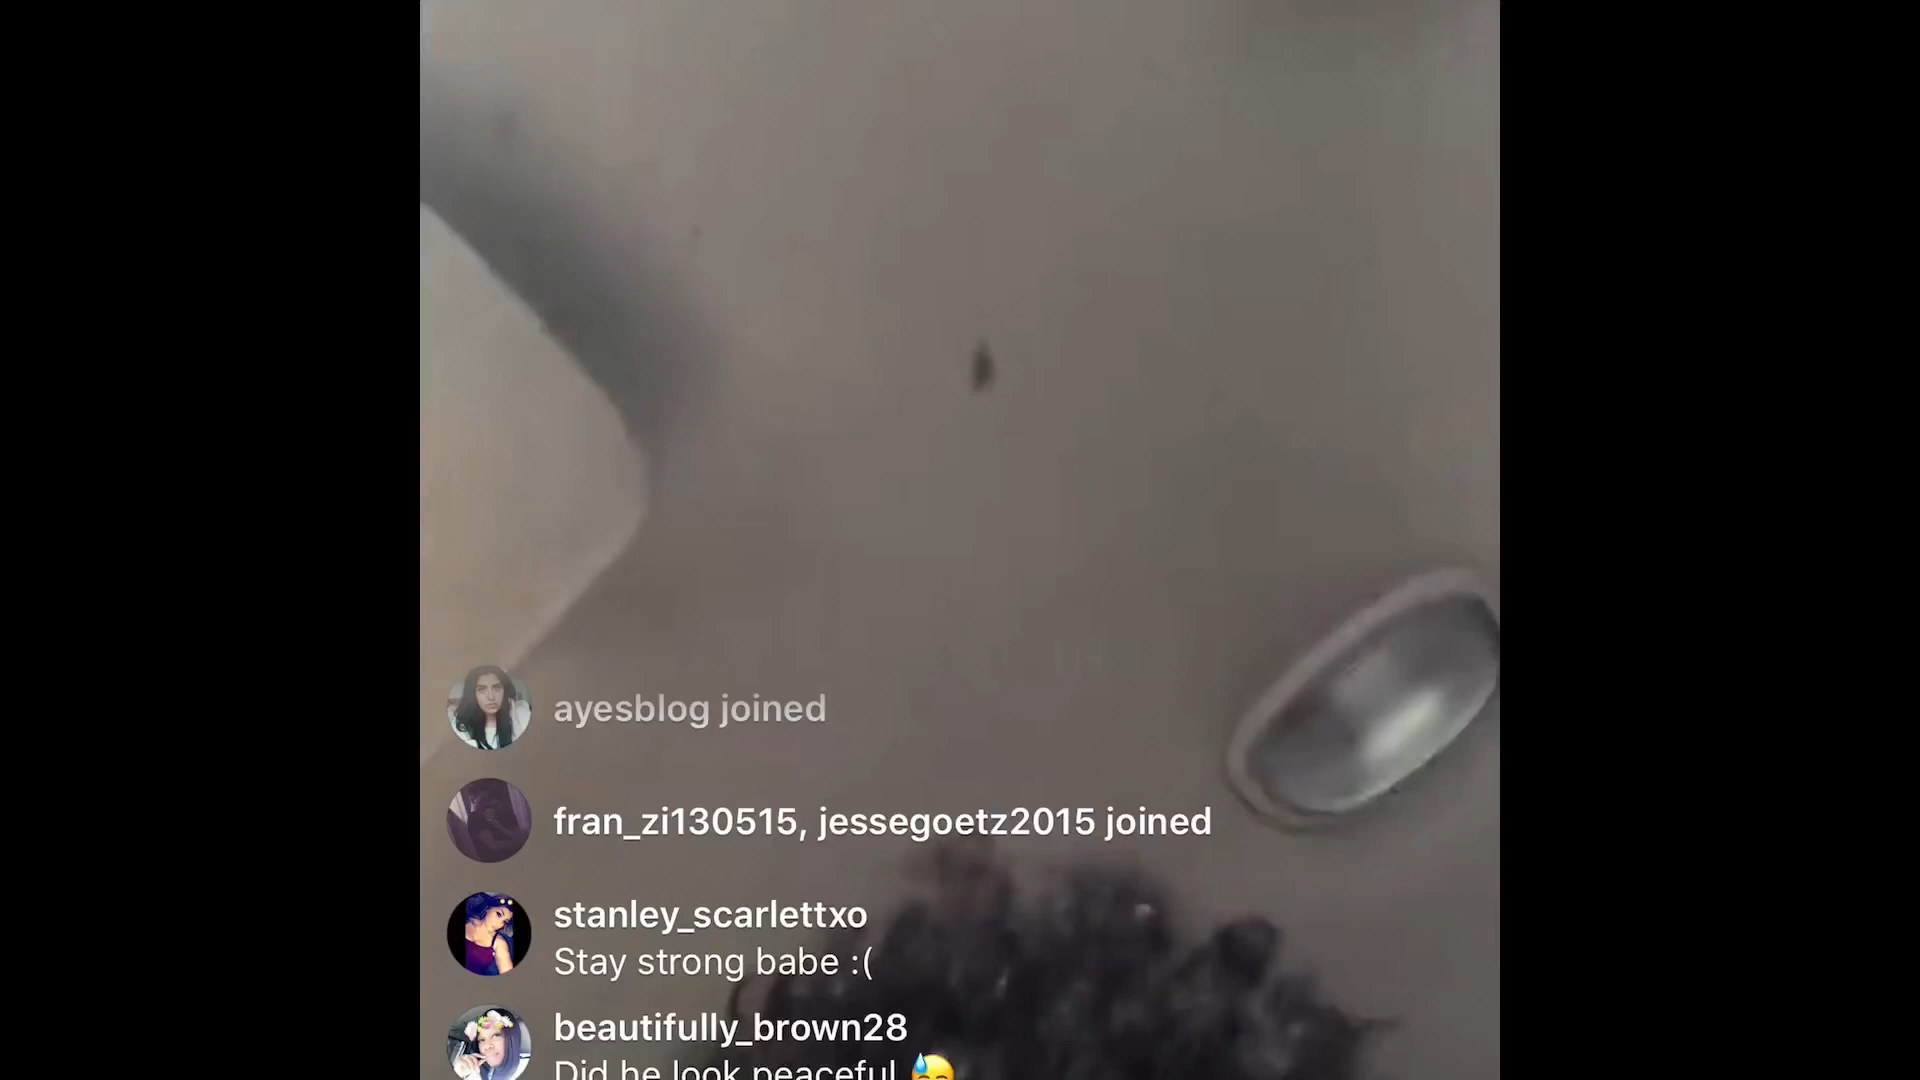 ayesblog joined
fran_zi130515, jessegoetz2015 joined
stanley_scarlettxo
Stay strong babe :(
beautifully_brown28
Did he look peaceful 😓